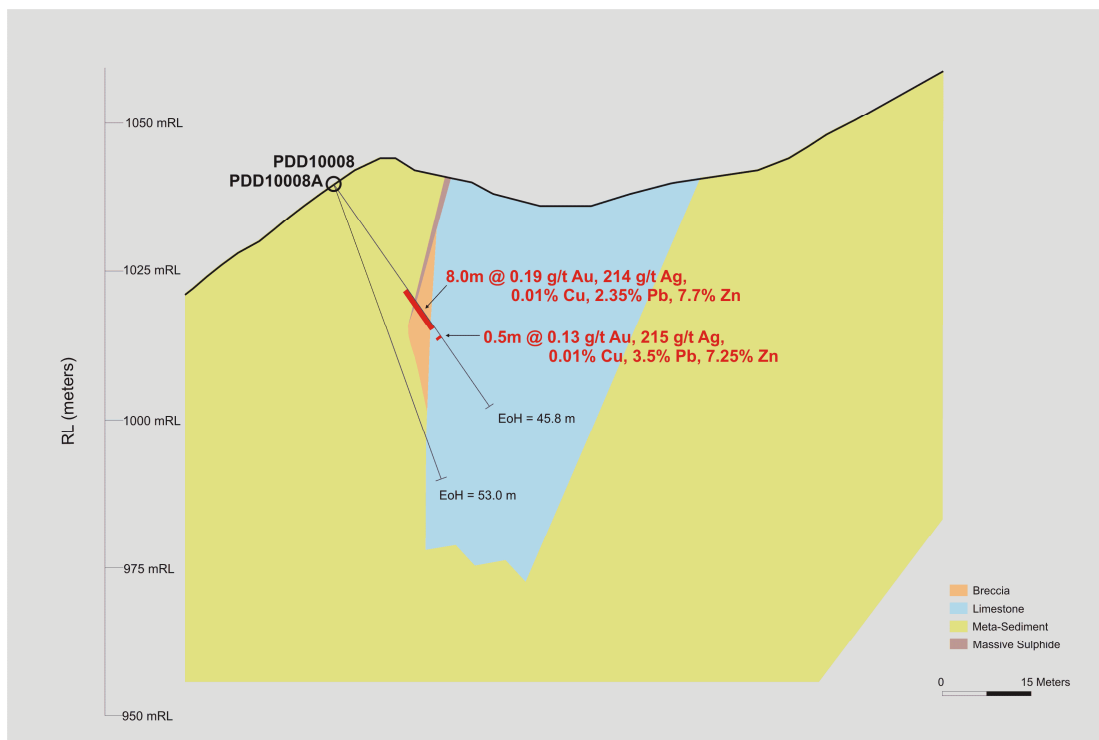 1050 mRL
PDD10008
PDD10008A
1025 mRL
8.0m @ 0.19 g/t Au, 214 g/t Ag,
0.01% Cu, 2.35% Pb, 7.7% Zn
0.5m @ 0.13 g/t Au, 215 g/t Ag,
0.01% Cu, 3.5% Pb, 7.25% Zn
RL (meters)
1000 mRL
EoH = 45.8 m
EoH = 53.0 m
975 mRL
Breccia
Limestone
Meta-Sediment
Massive Sulphide
0 15 Meters
950 mRL